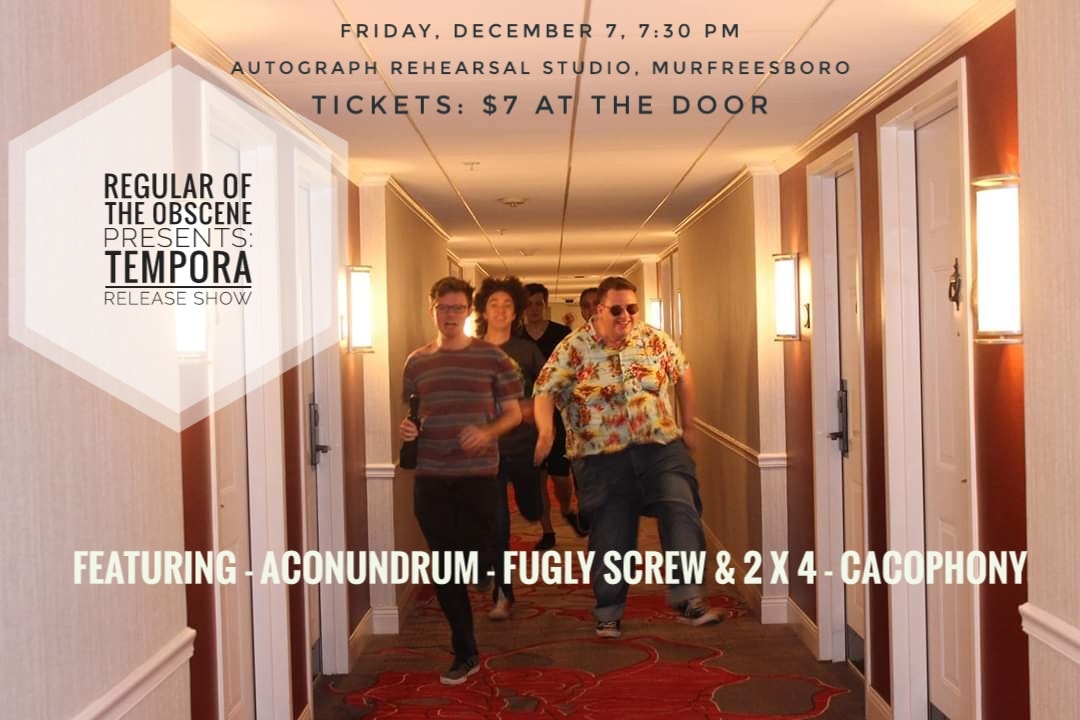 FRIDAY, DECEMBER 7, 7:30 PM
AUTOGRAPH REHEARSAL STUDIO, MURFREESBORO
TICKETS: $7 AT THE DOOR
REGULAR OF
THE OBSCENE
PRESENTS:
TEMPORA
RELEASE SHOW
FEATURING - ACONUNDRUM - FUGLY SCREW & 2 X 4 - CACOPHONY